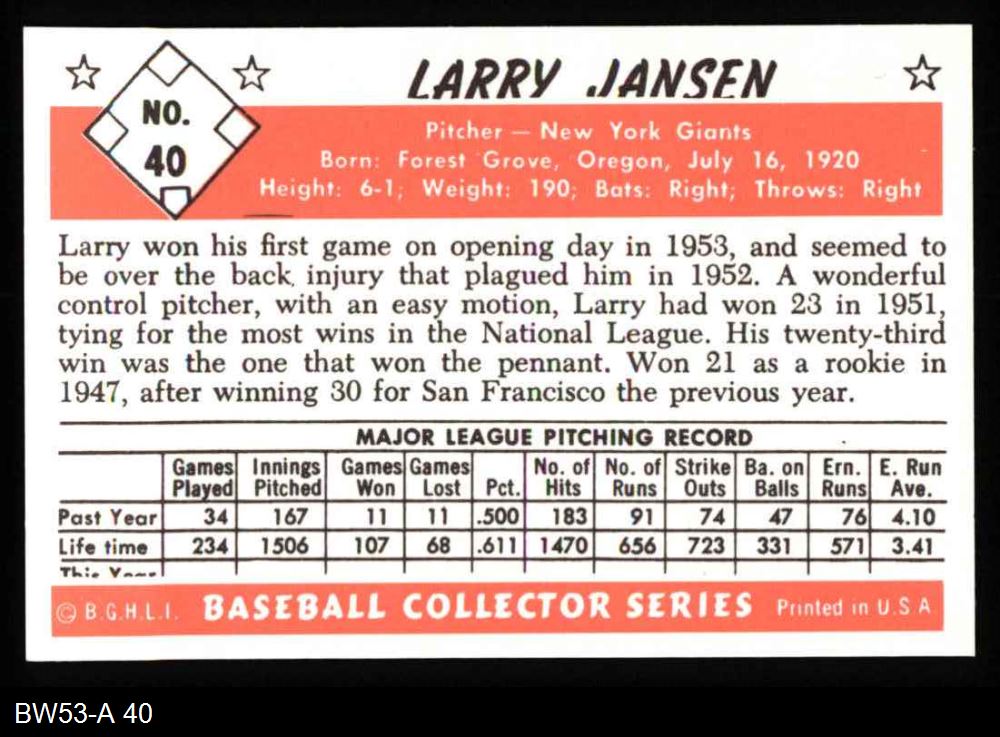 LARRY JANSEN
NO.
40
Pitcher — New York Giants
Born: Forest Grove, Oregon, July 16, 1920
Height: 6-1; Weight: 190; Bats: Right; Throws: Right
Larry won his first game on opening day in 1953, and seemed to
be over the back injury that plagued him in 1952. A wonderful
control pitcher, with an easy motion, Larry had won 23 in 1951,
tying for the most wins in the National League. His twenty-third
win was the one that won the pennant. Won 21 as a rookie in
1947, after winning 30 for San Francisco the previous year.
MAJOR LEAGUE PITCHING RECORD
Games Played Innings Pitched Games Won Games Lost Pct. No. of Hits No. of Runs Strike Outs Ba. on Balls Ern. Runs E. Run Ave.
Past Year 34 167 11 11 .500 183 91 74 47 76 4.10
Life time 234 1506 107 68 .611 1470 656 723 331 571 3.41
This Year
© B.G.H.L.I. BASEBALL COLLECTOR SERIES Printed in U S A
BW53-A 40